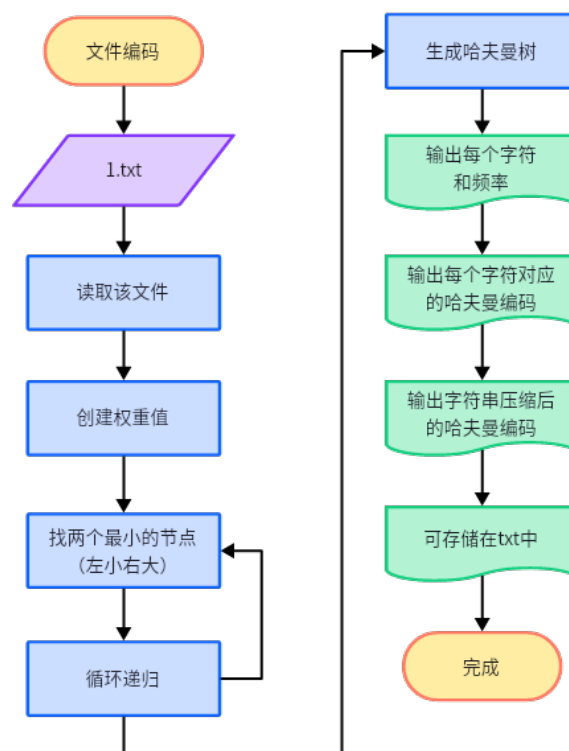 文件编码
1.txt
读取该文件
创建权重值
找两个最小的节点
（左小右大）
循环递归
生成哈夫曼树
输出每个字符
和频率
输出每个字符对应
的哈夫曼编码
输出字符串压缩后
的哈夫曼编码
可存储在txt中
完成